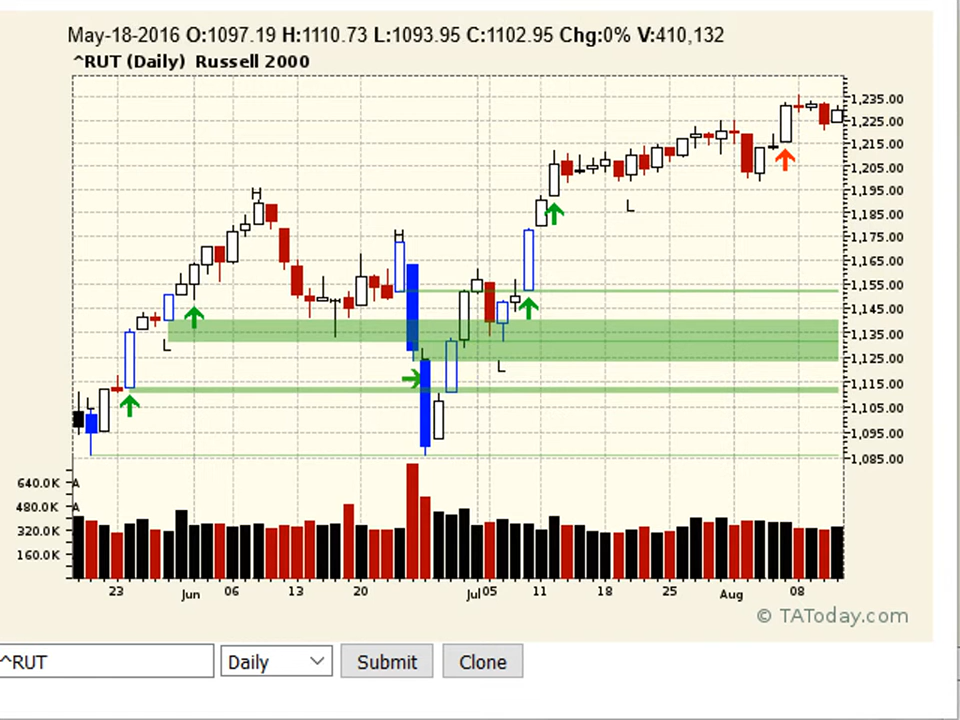 May-18-2016 O:1097.19 H:1110.73 L:1093.95 C:1102.95 Chg:0% V:410,132
^RUT (Daily) Russell 2000
1,235.00
1,225.00
1,215.00
1,205.00
1,195.00
1,185.00
1,175.00
1,165.00
1,155.00
1,145.00
1,135.00
1,125.00
1,115.00
1,105.00
1,095.00
1,085.00
H
H
L
L
L
L
640.0K A
480.0K A
320.0K
160.0K
23 Jun 06 13 20 Jul 05 11 18 25 Aug 08
© TAToday.com
^RUT Daily Submit Clone